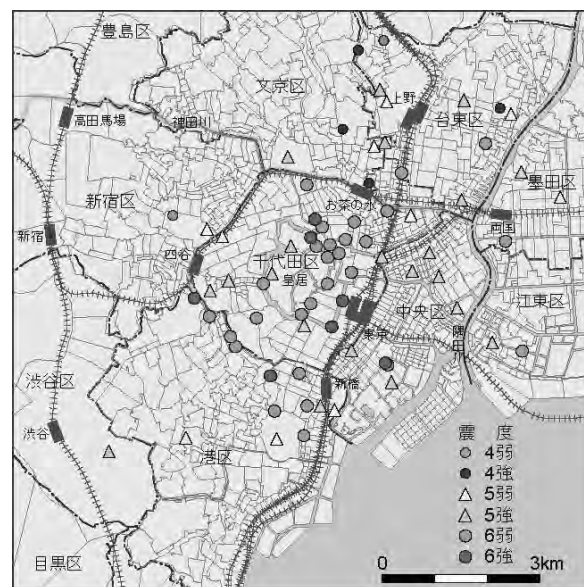 豊島区
文京区
上野
台東区
高田馬場
神田川
墨田区
新宿区
お茶の水
両国
新宿
四谷
千代田区
皇居
中央区
江東区
隅田川
東京
渋谷区
新橋
渋谷
港区
目黒区
震 度
4弱
4強
5弱
5強
6弱
6強
0 3km